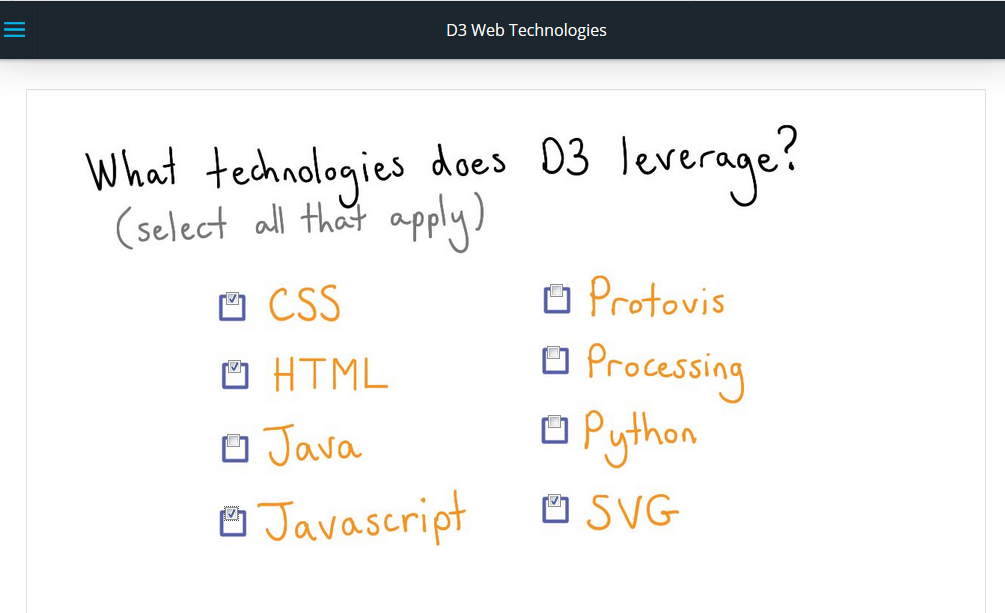 D3 Web Technologies
What technologies does D3 leverage?
(select all that apply)
CSS
HTML
Java
Javascript
Protovis
Processing
Python
SVG